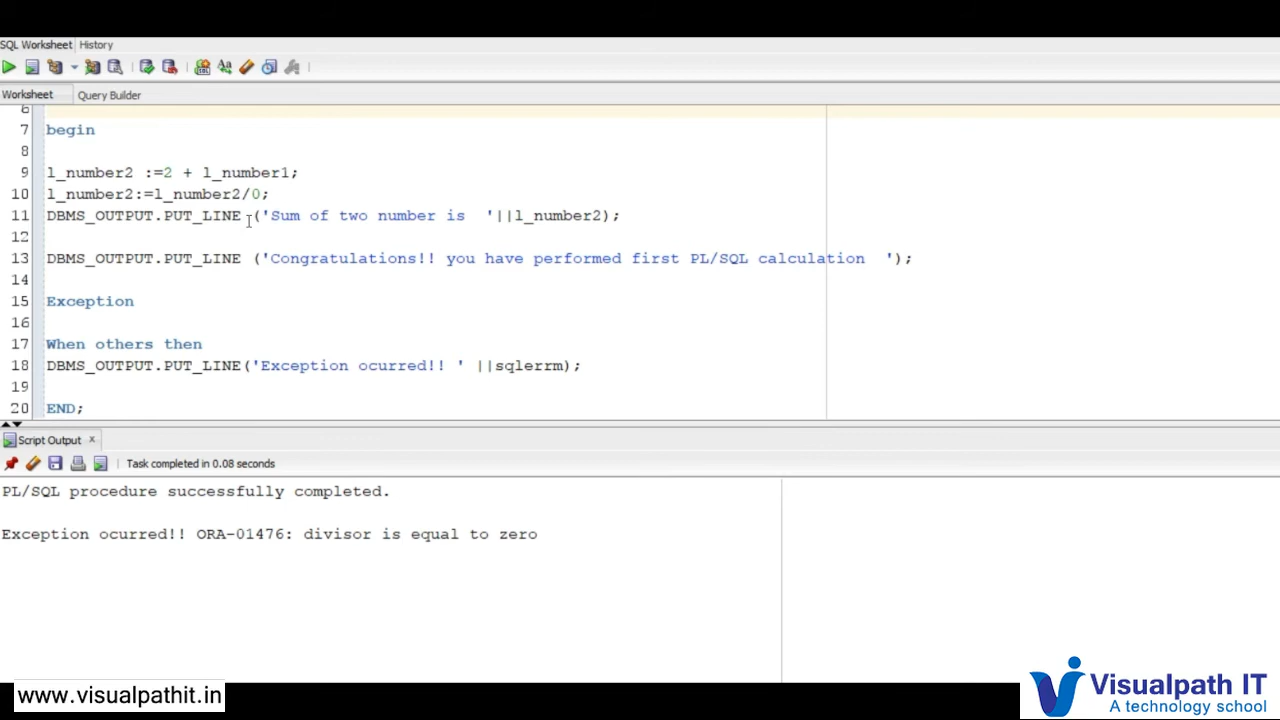 SQL Worksheet History
Worksheet Query Builder
6
7 begin
8
9 l_number2 :=2 + l_number1;
10 l_number2:=l_number2/0;
11 DBMS_OUTPUT.PUT_LINE ('Sum of two number is  '||l_number2);
12
13 DBMS_OUTPUT.PUT_LINE ('Congratulations!! you have performed first PL/SQL calculation  ');
14
15 Exception
16
17 When others then
18 DBMS_OUTPUT.PUT_LINE('Exception ocurred!! ' ||sqlerrm);
19
20 END;
Script Output x
Task completed in 0.08 seconds
PL/SQL procedure successfully completed.
Exception ocurred!! ORA-01476: divisor is equal to zero
www.visualpathit.in
Visualpath IT
A technology school